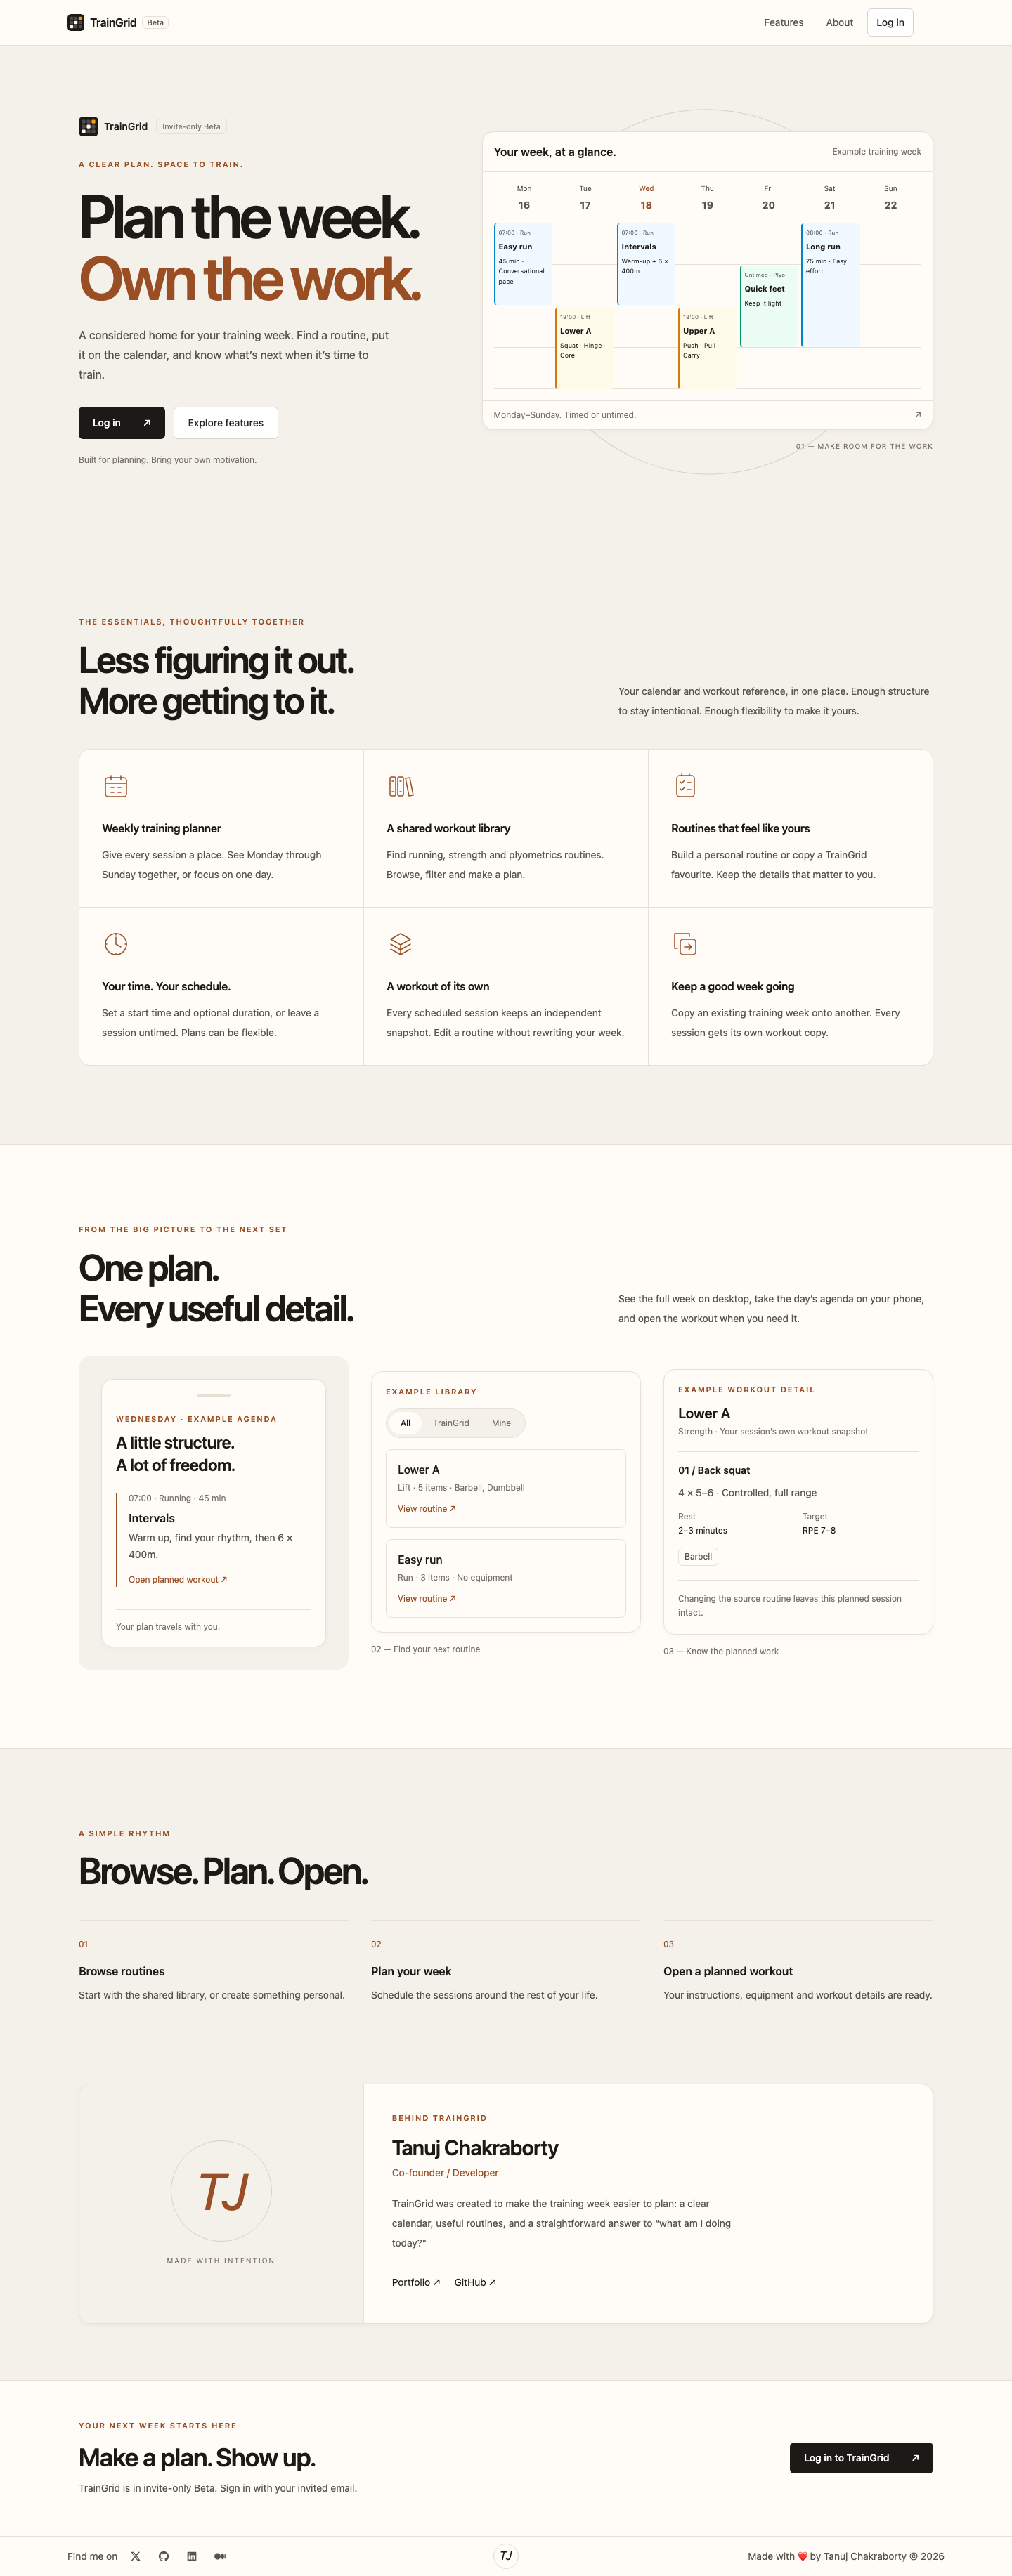 TrainGrid Beta
Features About Log in
TrainGrid Invite-only Beta
A CLEAR PLAN. SPACE TO TRAIN.
Plan the week.
Own the work.
A considered home for your training week. Find a routine, put
it on the calendar, and know what’s next when it’s time to
train.
Log in ↗ Explore features
Built for planning. Bring your own motivation.
Your week, at a glance. Example training week
Mon Tue Wed Thu Fri Sat Sun
16 17 18 19 20 21 22
07:00 · Run
Easy run
45 min ·
Conversational
pace
18:00 · Lift
Lower A
Squat · Hinge ·
Core
07:00 · Run
Intervals
Warm-up + 6 ×
400m
18:00 · Lift
Upper A
Push · Pull ·
Carry
Untimed · Plyo
Quick feet
Keep it light
08:00 · Run
Long run
75 min · Easy
effort
Monday–Sunday. Timed or untimed. ↗
01 — MAKE ROOM FOR THE WORK
THE ESSENTIALS, THOUGHTFULLY TOGETHER
Less figuring it out.
More getting to it.
Your calendar and workout reference, in one place. Enough structure
to stay intentional. Enough flexibility to make it yours.
Weekly training planner
Give every session a place. See Monday through
Sunday together, or focus on one day.
A shared workout library
Find running, strength and plyometrics routines.
Browse, filter and make a plan.
Routines that feel like yours
Build a personal routine or copy a TrainGrid
favourite. Keep the details that matter to you.
Your time. Your schedule.
Set a start time and optional duration, or leave a
session untimed. Plans can be flexible.
A workout of its own
Every scheduled session keeps an independent
snapshot. Edit a routine without rewriting your week.
Keep a good week going
Copy an existing training week onto another. Every
session gets its own workout copy.
FROM THE BIG PICTURE TO THE NEXT SET
One plan.
Every useful detail.
See the full week on desktop, take the day’s agenda on your phone,
and open the workout when you need it.
WEDNESDAY · EXAMPLE AGENDA
A little structure.
A lot of freedom.
07:00 · Running · 45 min
Intervals
Warm up, find your rhythm, then 6 ×
400m.
Open planned workout ↗
Your plan travels with you.
EXAMPLE LIBRARY
All TrainGrid Mine
Lower A
Lift · 5 items · Barbell, Dumbbell
View routine ↗
Easy run
Run · 3 items · No equipment
View routine ↗
02 — Find your next routine
EXAMPLE WORKOUT DETAIL
Lower A
Strength · Your session’s own workout snapshot
01 / Back squat
4 × 5–6 · Controlled, full range
Rest Target
2–3 minutes RPE 7–8
Barbell
Changing the source routine leaves this planned session
intact.
03 — Know the planned work
A SIMPLE RHYTHM
Browse. Plan. Open.
01
Browse routines
Start with the shared library, or create something personal.
02
Plan your week
Schedule the sessions around the rest of your life.
03
Open a planned workout
Your instructions, equipment and workout details are ready.
TJ
MADE WITH INTENTION
BEHIND TRAINGRID
Tanuj Chakraborty
Co-founder / Developer
TrainGrid was created to make the training week easier to plan: a clear
calendar, useful routines, and a straightforward answer to “what am I doing
today?”
Portfolio ↗ GitHub ↗
YOUR NEXT WEEK STARTS HERE
Make a plan. Show up.
TrainGrid is in invite-only Beta. Sign in with your invited email.
Log in to TrainGrid ↗
Find me on
TJ
Made with ❤️ by Tanuj Chakraborty © 2026